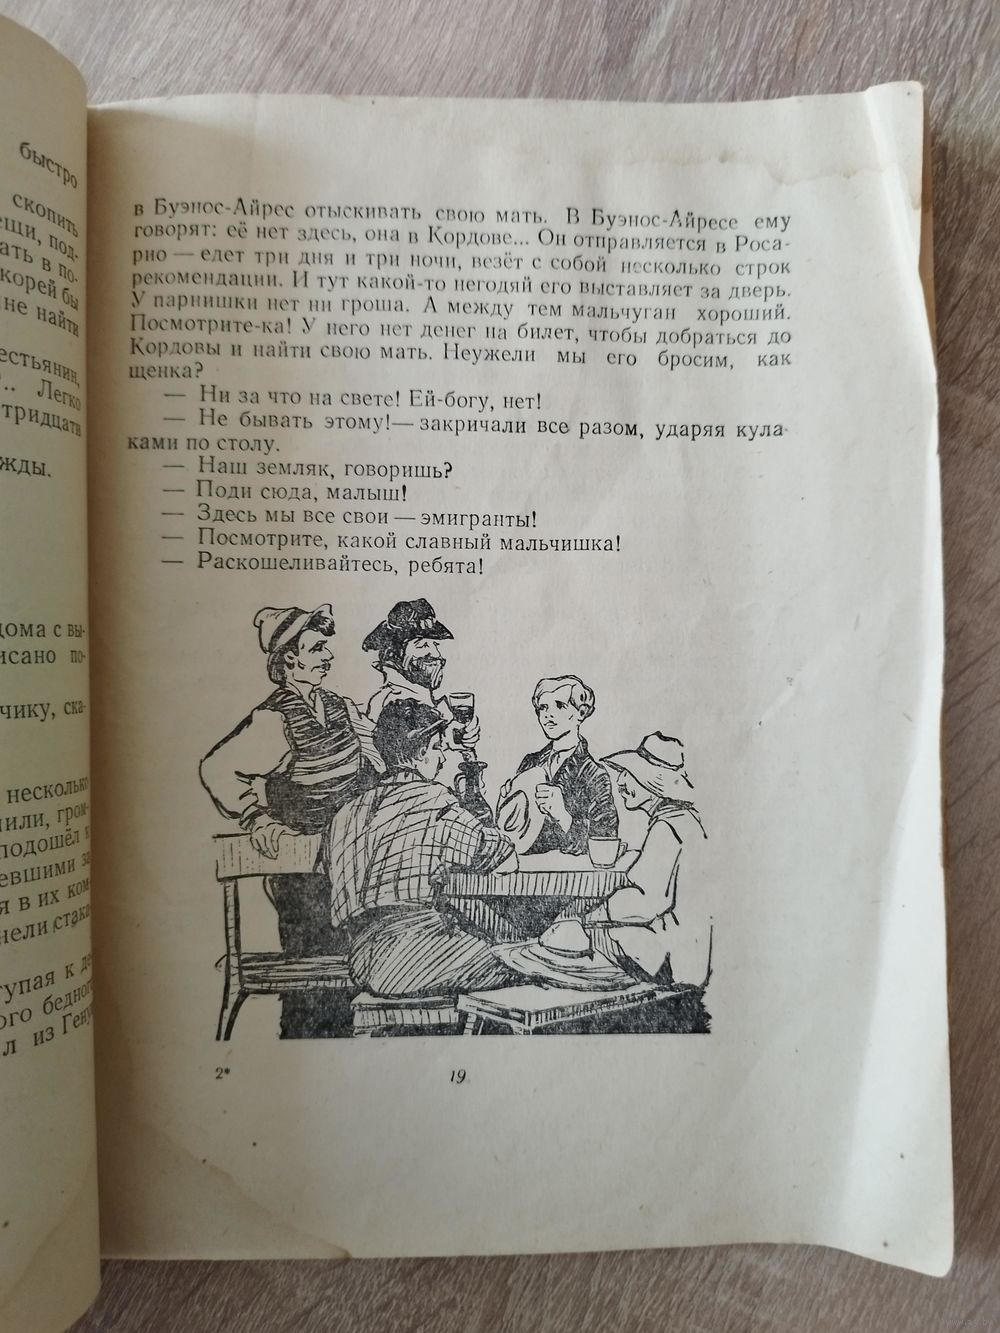 быстро
скопить
ещи, под-
ать в по-
корей бы
не найти
естьянин,
?.. Легко
тридцати
жды.
дома с вы-
исано по-
чику, ска-
несколько
пили, гром-
подошёл к
евшими за
я в их ком-
нели стака-
тупая к де-
ого бедного
л из Гену
в Буэнос-Айрес отыскивать свою мать. В Буэнос-Айресе ему
говорят: её нет здесь, она в Кордове... Он отправляется в Роса-
рио — едет три дня и три ночи, везёт с собой несколько строк
рекомендации. И тут какой-то негодяй его выставляет за дверь.
У парнишки нет ни гроша. А между тем мальчуган хороший.
Посмотрите-ка! У него нет денег на билет, чтобы добраться до
Кордовы и найти свою мать. Неужели мы его бросим, как
щенка?
— Ни за что на свете! Ей-богу, нет!
— Не бывать этому!— закричали все разом, ударяя кула-
ками по столу.
— Наш земляк, говоришь?
— Поди сюда, малыш!
— Здесь мы все свои — эмигранты!
— Посмотрите, какой славный мальчишка!
— Раскошеливайтесь, ребята!
2*
19